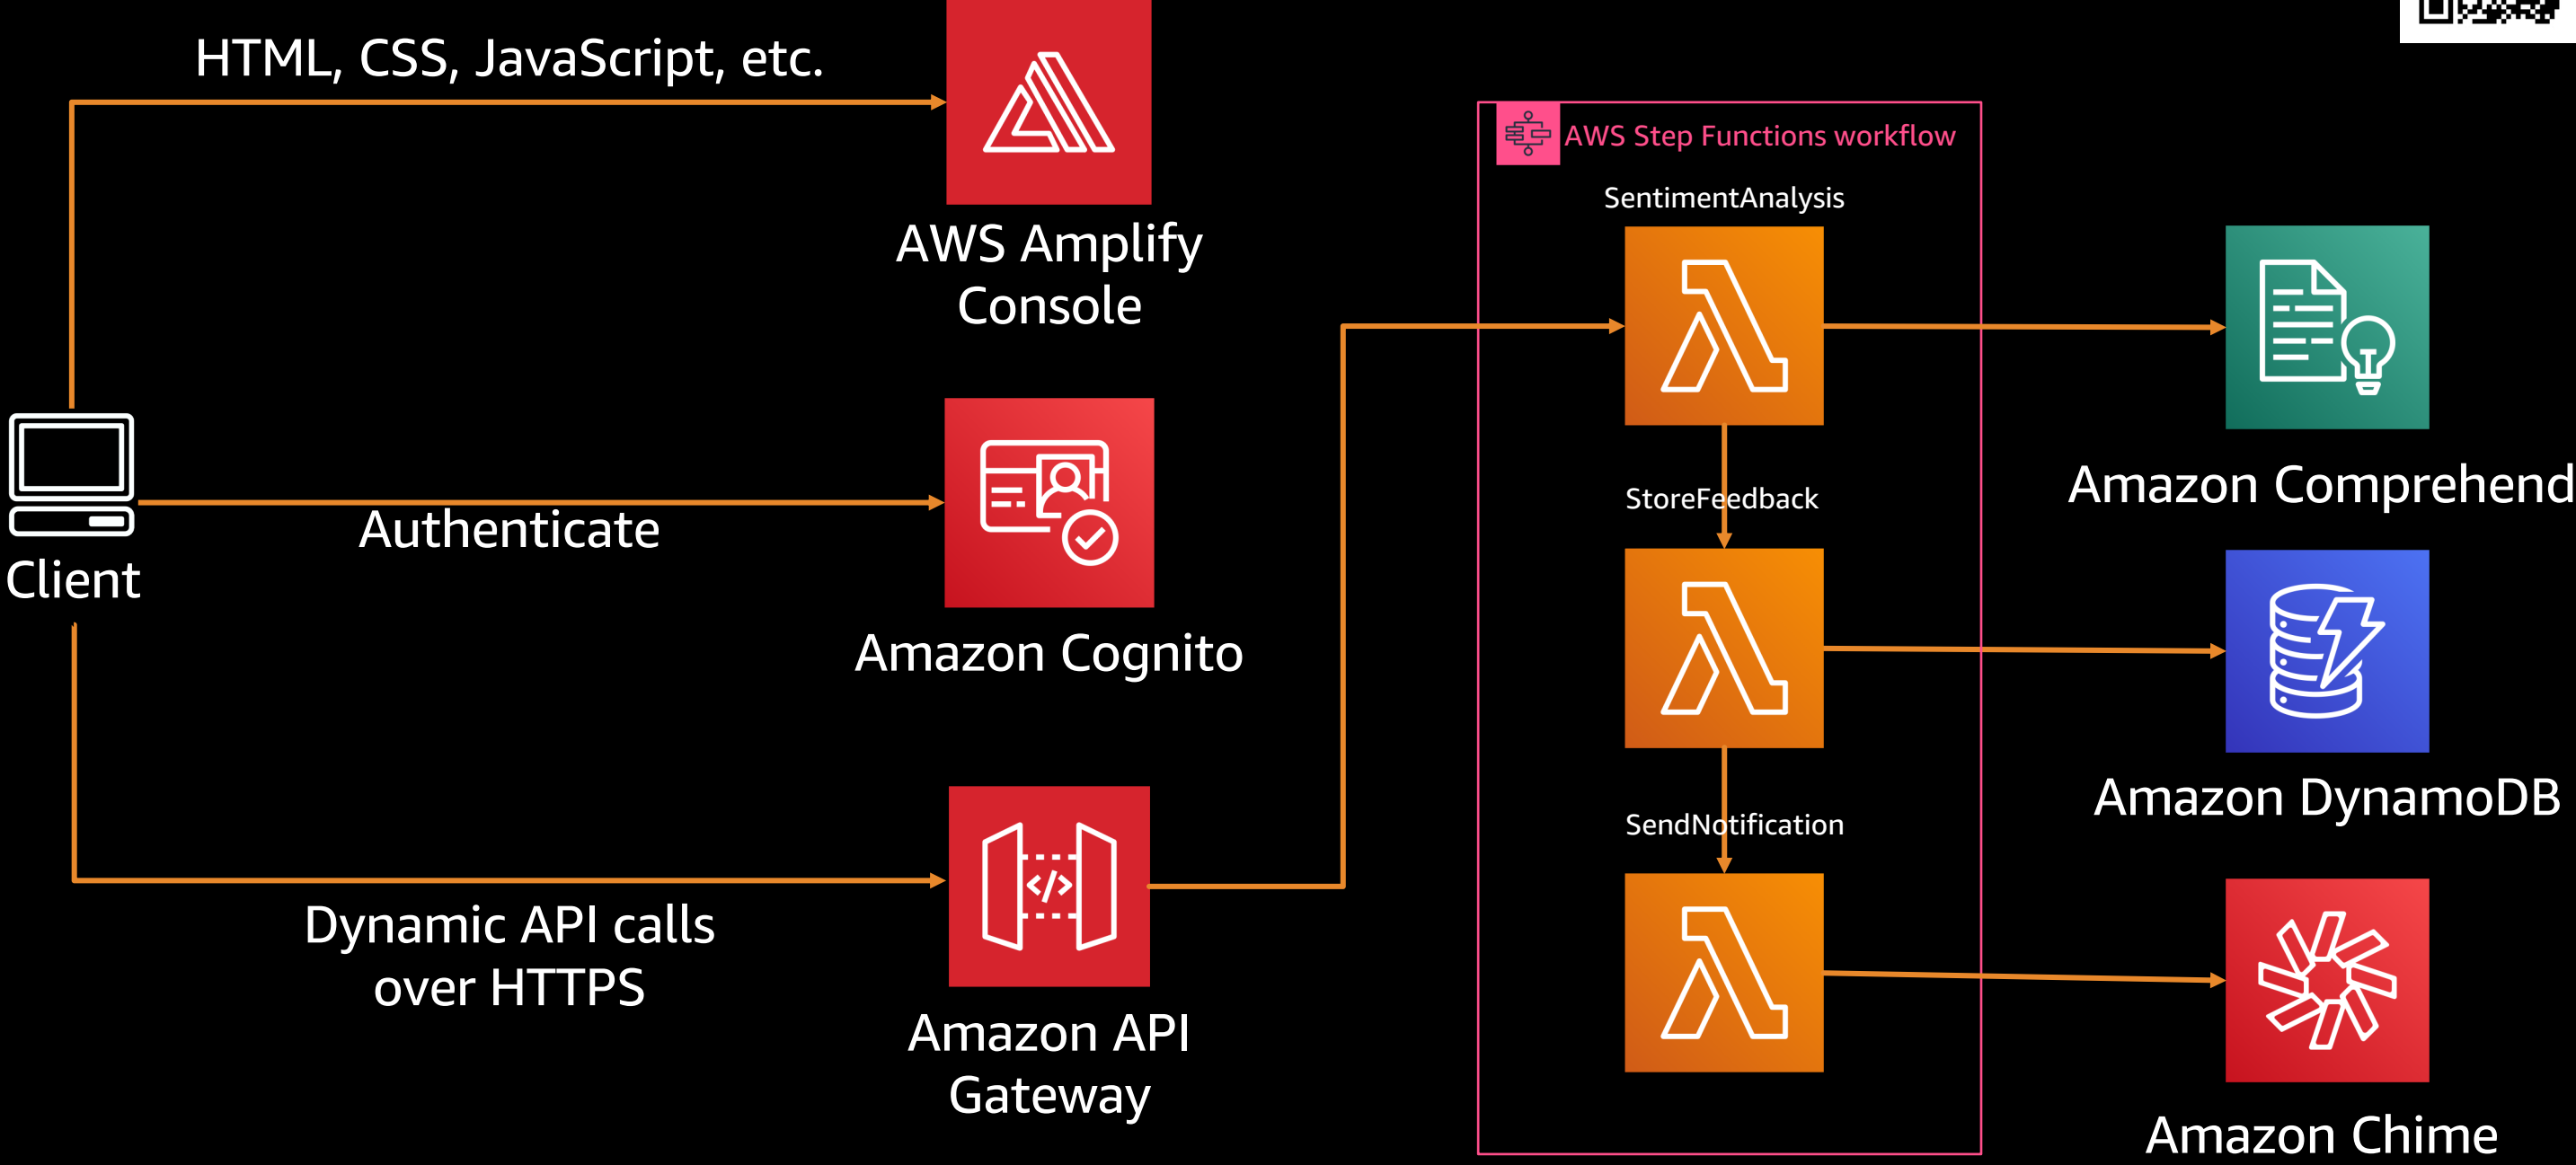 HTML, CSS, JavaScript, etc.
AWS Amplify
Console
Client
Authenticate
Amazon Cognito
Dynamic API calls
over HTTPS
Amazon API
Gateway
AWS Step Functions workflow
SentimentAnalysis
StoreFeedback
SendNotification
Amazon Comprehend
Amazon DynamoDB
Amazon Chime